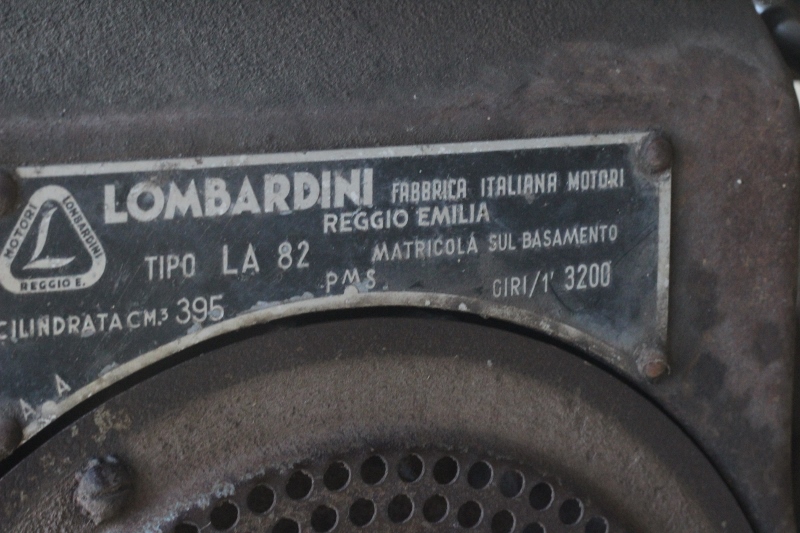 LOMBARDINI FABBRICA ITALIANA MOTORI
REGGIO EMILIA
MOTORI LOMBARDINI
L
REGGIO E.
TIPO LA 82 MATRICOLA SUL BASAMENTO
P.M.S. GIRI/1' 3200
CILINDRATA CM.³ 395
A A